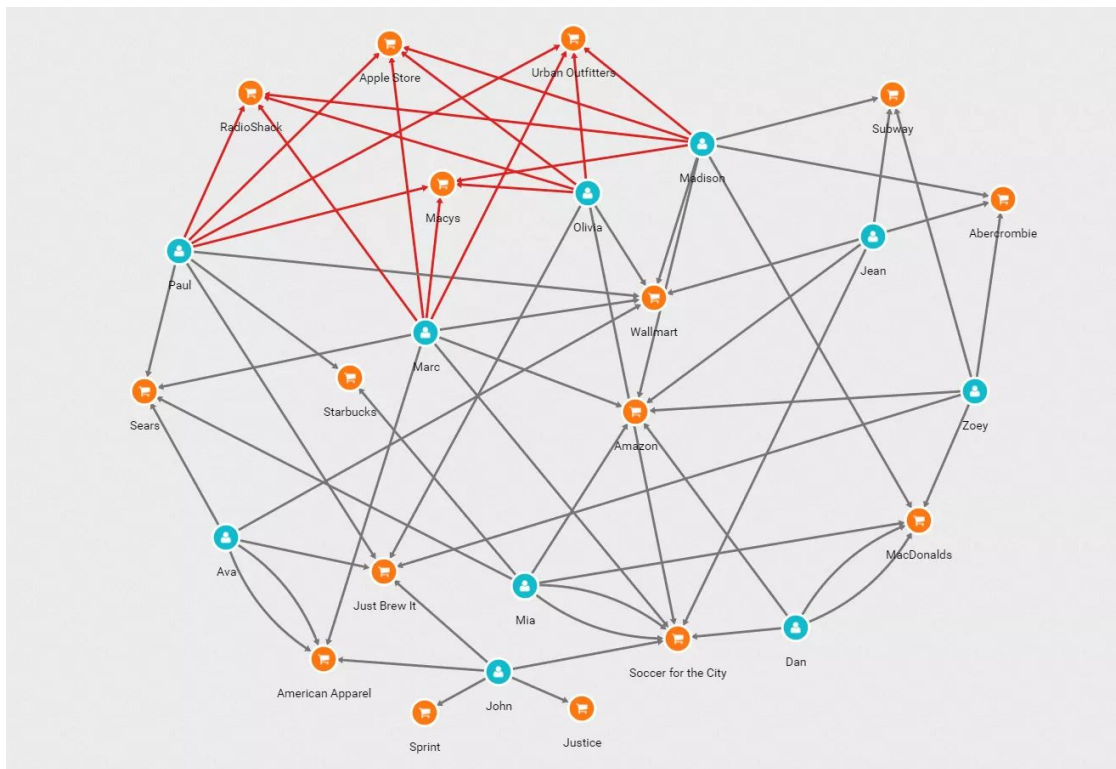 Apple Store
Urban Outfitters
RadioShack
Subway
Madison
Macys
Olivia
Abercrombie
Jean
Paul
Wallmart
Marc
Starbucks
Sears
Zoey
Amazon
MacDonalds
Ava
Just Brew It
Mia
Dan
Soccer for the City
American Apparel
John
Justice
Sprint